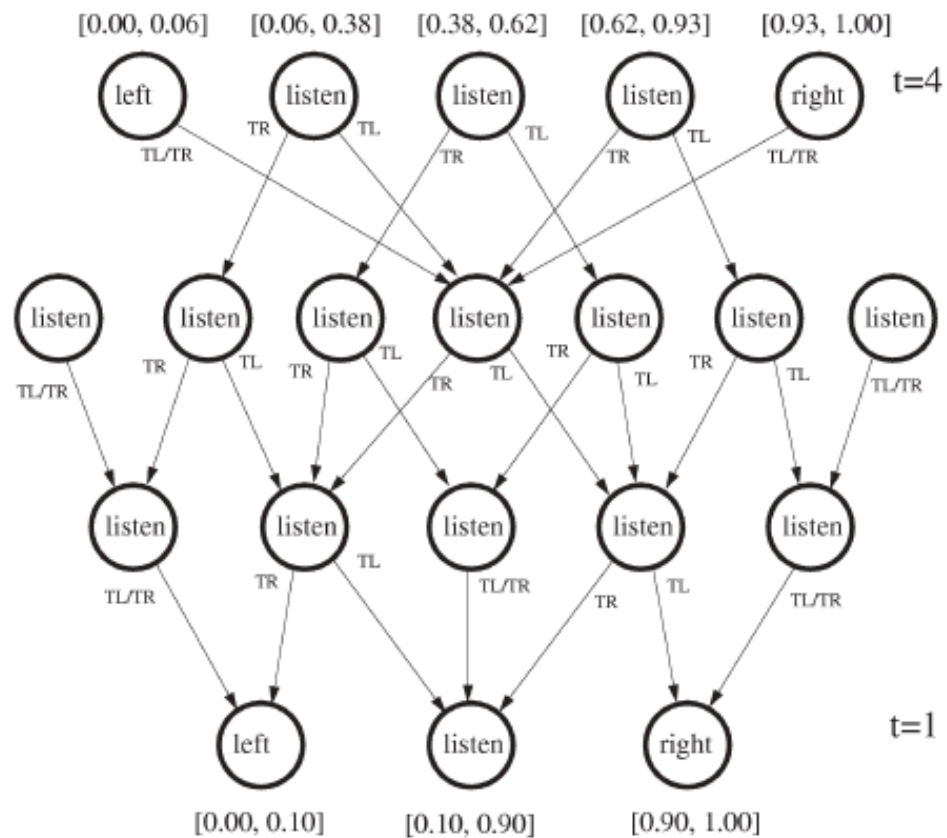 [0.00, 0.06] [0.06, 0.38] [0.38, 0.62] [0.62, 0.93] [0.93, 1.00]
left listen listen listen right t=4
TR TL TR TL TR TL
TL/TR TL/TR
listen listen listen listen listen listen listen
TL/TR TR TL TR TL TR TL TR TL TR TL TL/TR
listen listen listen listen listen
TL/TR TR TL TL/TR TR TL TL/TR
left listen right t=1
[0.00, 0.10] [0.10, 0.90] [0.90, 1.00]